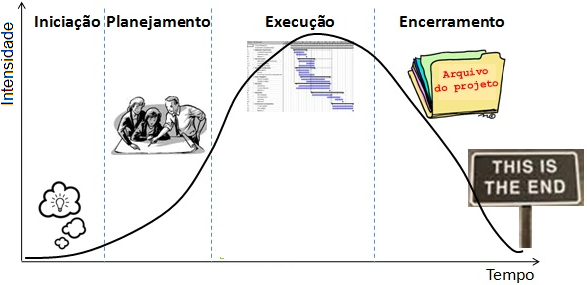 Iniciação
Planejamento
Execução
Encerramento
Intensidade
Arquivo
do projeto
THIS IS
THE END
Tempo